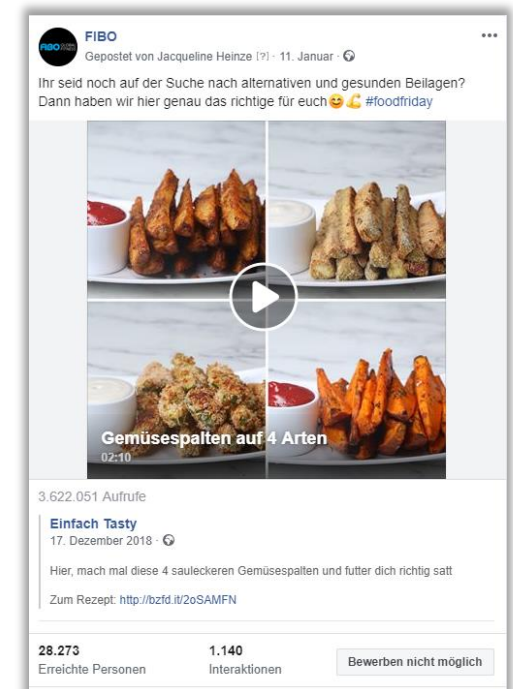 FIBO
FIBO GLOBAL FITNESS
Gepostet von Jacqueline Heinze [?] · 11. Januar ·
Ihr seid noch auf der Suche nach alternativen und gesunden Beilagen?
Dann haben wir hier genau das richtige für euch😊💪 #foodfriday
Gemüsespalten auf 4 Arten
02:10
3.622.051 Aufrufe
Einfach Tasty
17. Dezember 2018 ·
Hier, mach mal diese 4 sauleckeren Gemüsespalten und futter dich richtig satt
Zum Rezept: http://bzfd.it/2oSAMFN
28.273
Erreichte Personen
1.140
Interaktionen
Bewerben nicht möglich